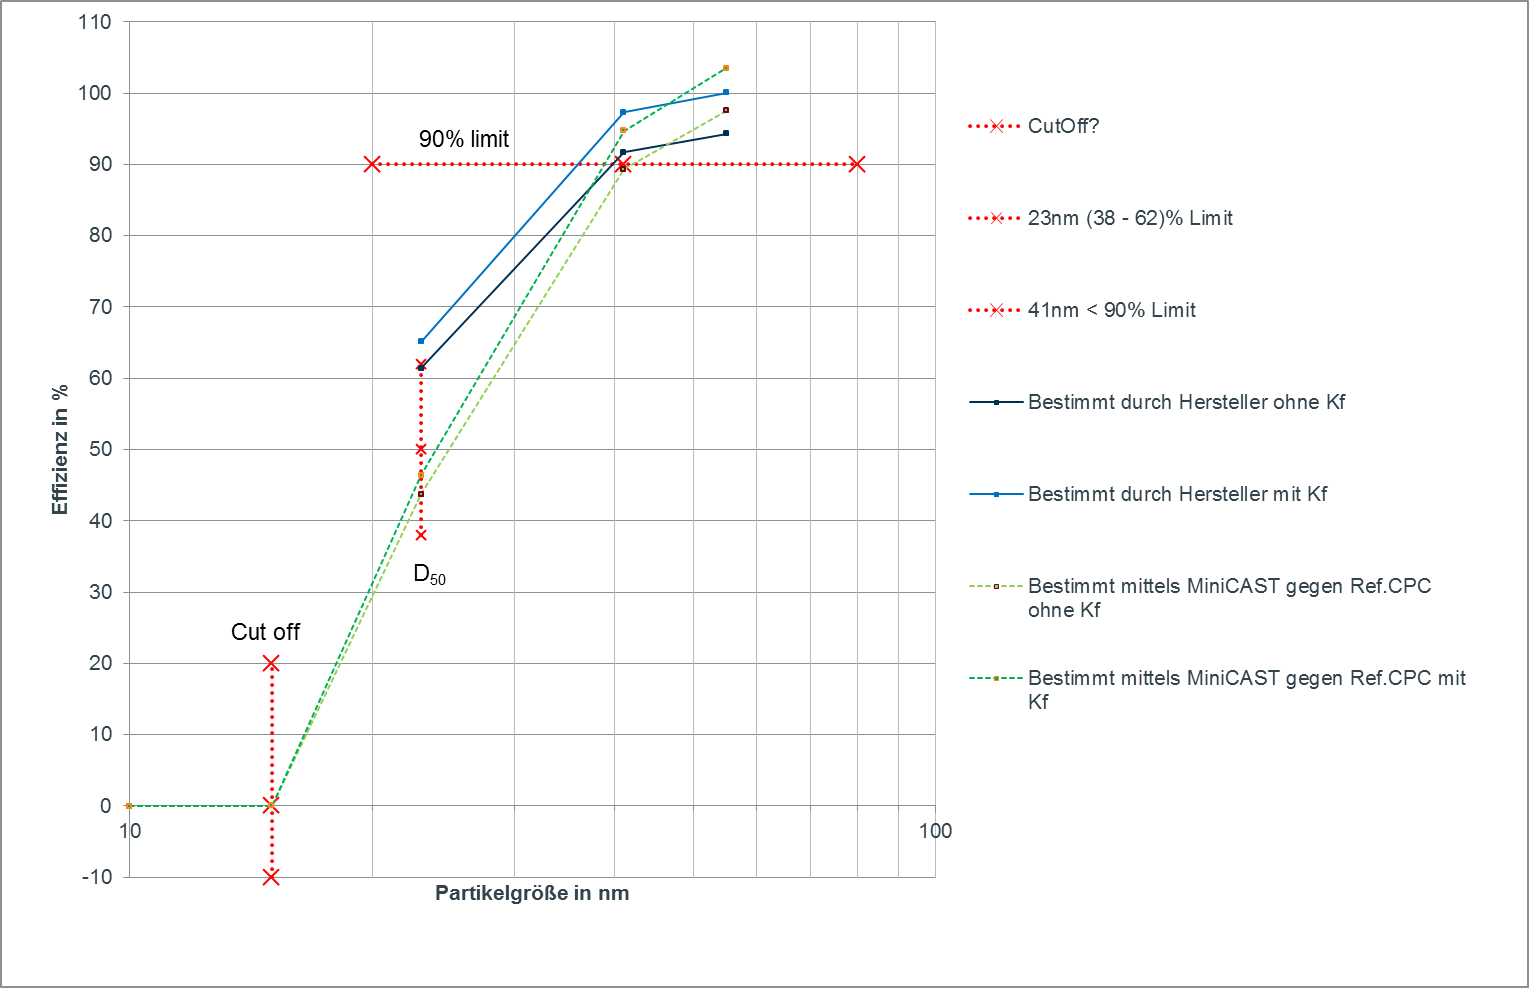 110
100
90
80
70
60
50
40
30
20
10
0
-10
10
100
Effizienz in %
Partikelgröße in nm
90% limit
D50
Cut off
CutOff?
23nm (38 - 62)% Limit
41nm < 90% Limit
Bestimmt durch Hersteller ohne Kf
Bestimmt durch Hersteller mit Kf
Bestimmt mittels MiniCAST gegen Ref.CPC
ohne Kf
Bestimmt mittels MiniCAST gegen Ref.CPC mit
Kf